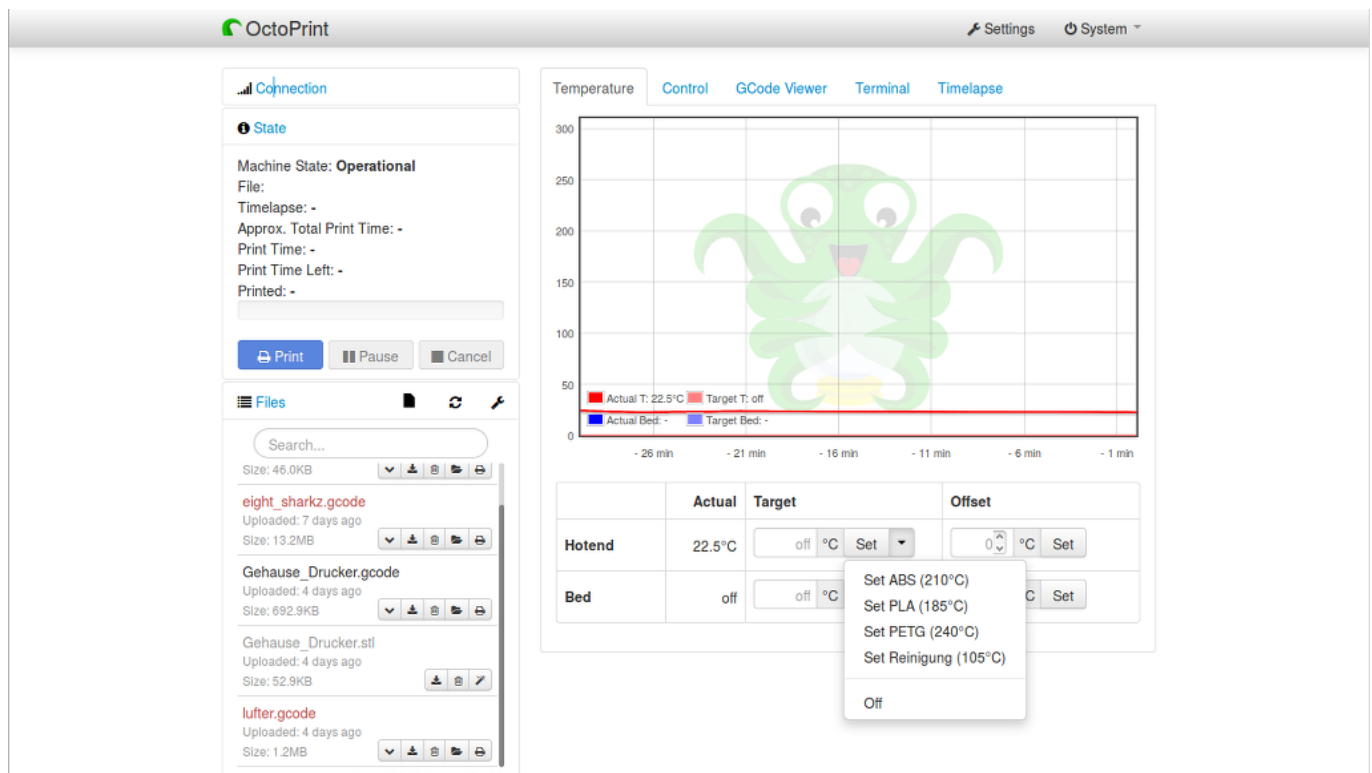 OctoPrint
Settings
System
Connection
State
Machine State: Operational
File:
Timelapse: -
Approx. Total Print Time: -
Print Time: -
Print Time Left: -
Printed: -
Print
Pause
Cancel
Files
Search...
Size: 46.0KB
eight_sharkz.gcode
Uploaded: 7 days ago
Size: 13.2MB
Gehause_Drucker.gcode
Uploaded: 4 days ago
Size: 692.9KB
Gehause_Drucker.stl
Uploaded: 4 days ago
Size: 52.9KB
lufter.gcode
Uploaded: 4 days ago
Size: 1.2MB
Temperature Control GCode Viewer Terminal Timelapse
300
250
200
150
100
50
0
Actual T: 22.5°C Target T: off
Actual Bed: - Target Bed: -
- 26 min - 21 min - 16 min - 11 min - 6 min - 1 min
Actual Target Offset
Hotend 22.5°C off °C Set 0 °C Set
Bed off off °C C Set
Set ABS (210°C)
Set PLA (185°C)
Set PETG (240°C)
Set Reinigung (105°C)
Off